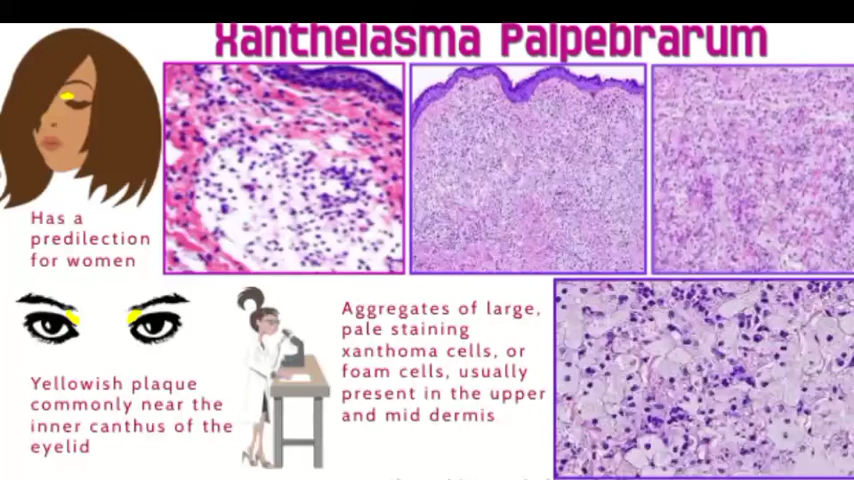 Xanthelasma Palpebrarum
Has a
predilection
for women
Yellowish plaque
commonly near the
inner canthus of the
eyelid
Aggregates of large,
pale staining
xanthoma cells, or
foam cells, usually
present in the upper
and mid dermis